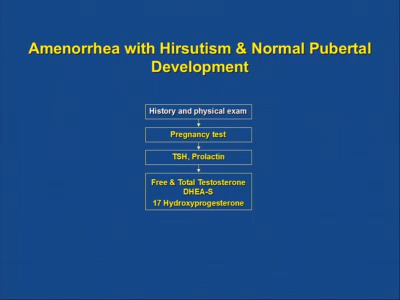 Amenorrhea with Hirsutism & Normal Pubertal
Development
History and physical exam
Pregnancy test
TSH, Prolactin
Free & Total Testosterone
DHEA-S
17 Hydroxyprogesterone